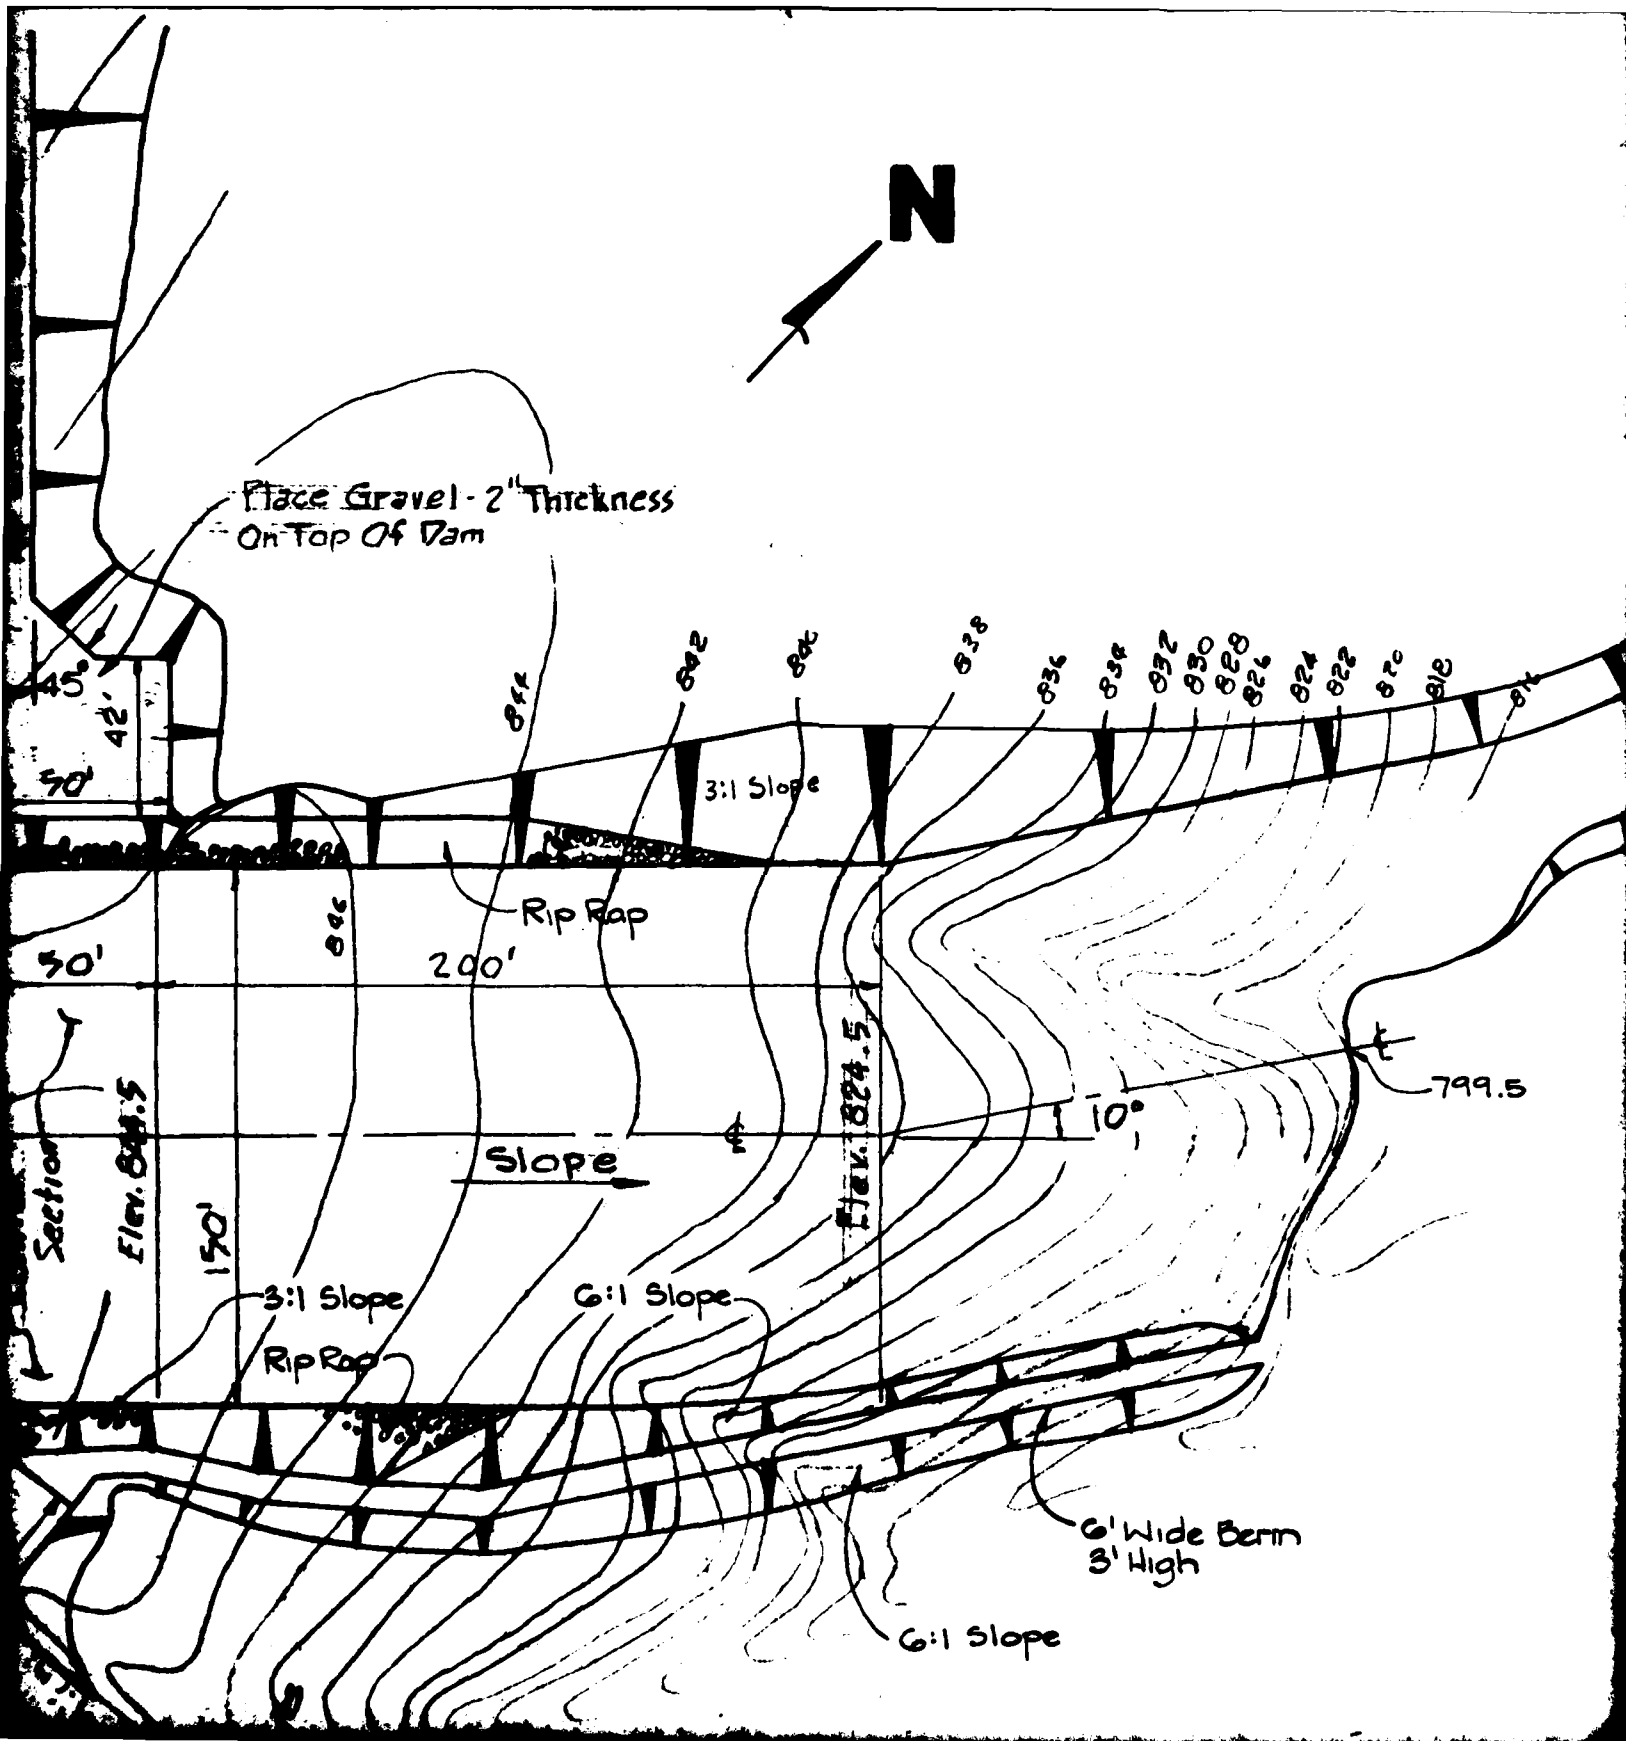 N
Place Gravel - 2" Thickness
On Top Of Dam
45°
42'
50'
844
842
840
838
836
834
832
830
828
826
824
822
820
818
816
3:1 Slope
Rip Rap
846
50'
200'
Section
150'
Slope
Elev. 824.5
10°
799.5
3:1 Slope
6:1 Slope
Rip Rap
6' Wide Berm
3' High
6:1 Slope